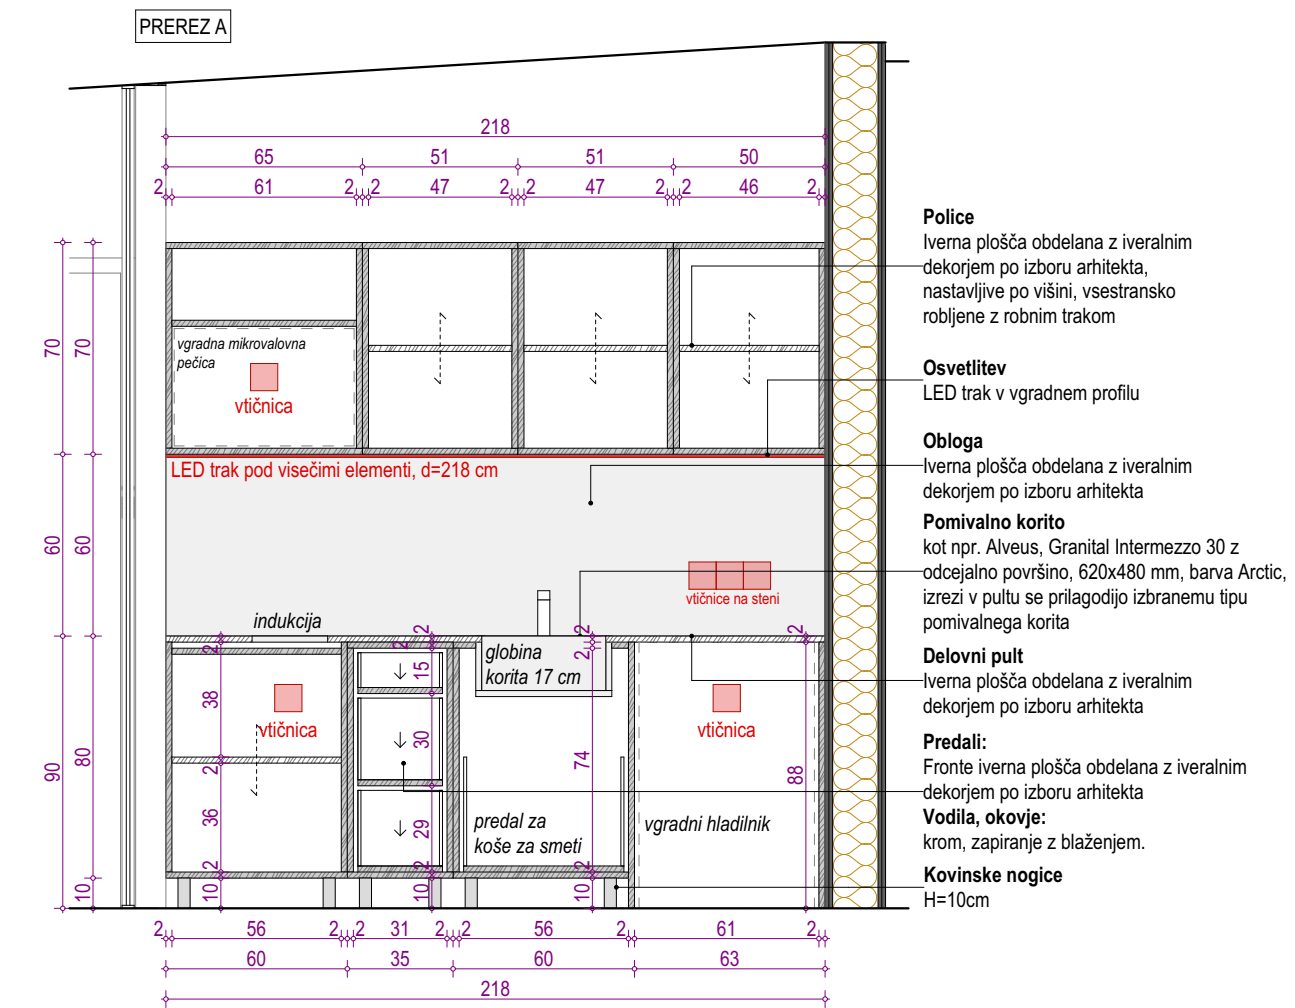 PREREZ A
218
65 51 51 50
2 61 2 2 47 2 2 47 2 2 46 2
70 70
60 60
90 80
10
vgradna mikrovalovna
pečica
vtičnica
LED trak pod visečimi elementi, d=218 cm
vtičnice na steni
indukcija
globina
korita 17 cm
vtičnica
vtičnica
predal za
koše za smeti
vgradni hladilnik
2
38
2
36
2
10
2
2
15
30
29
2
10
2
2
74
10
2
88
2 56 2 2 31 2 2 56 2 61 2
60 35 60 63
218
Police
Iverna plošča obdelana z iveralnim
dekorjem po izboru arhitekta,
nastavljive po višini, vsestransko
robljene z robnim trakom
Osvetlitev
LED trak v vgradnem profilu
Obloga
Iverna plošča obdelana z iveralnim
dekorjem po izboru arhitekta
Pomivalno korito
kot npr. Alveus, Granital Intermezzo 30 z
odcejalno površino, 620x480 mm, barva Arctic,
izrezi v pultu se prilagodijo izbranemu tipu
pomivalnega korita
Delovni pult
Iverna plošča obdelana z iveralnim
dekorjem po izboru arhitekta
Predali:
Fronte iverna plošča obdelana z iveralnim
dekorjem po izboru arhitekta
Vodila, okovje:
krom, zapiranje z blaženjem.
Kovinske nogice
H=10cm